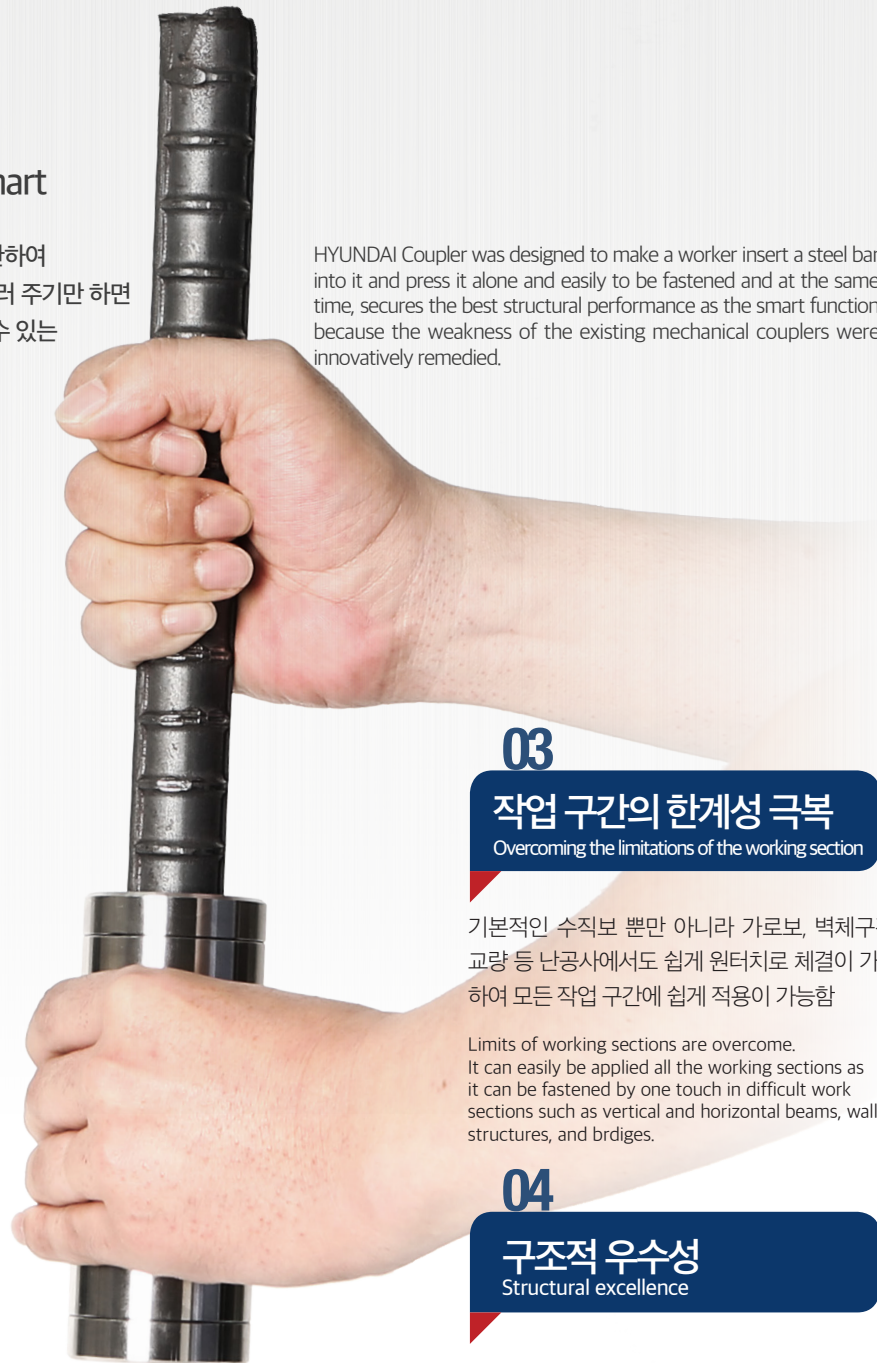 mart
하여
러 주기만 하면
수 있는
HYUNDAI Coupler was designed to make a worker insert a steel bar
into it and press it alone and easily to be fastened and at the same
time, secures the best structural performance as the smart function
because the weakness of the existing mechanical couplers were
innovatively remedied.
03
작업 구간의 한계성 극복
Overcoming the limitations of the working section
기본적인 수직보 뿐만 아니라 가로보, 벽체구
교량 등 난공사에서도 쉽게 원터치로 체결이 가
하여 모든 작업 구간에 쉽게 적용이 가능함
Limits of working sections are overcome.
It can easily be applied all the working sections as
it can be fastened by one touch in difficult work
sections such as vertical and horizontal beams, wall
structures, and brdiges.
04
구조적 우수성
Structural excellence